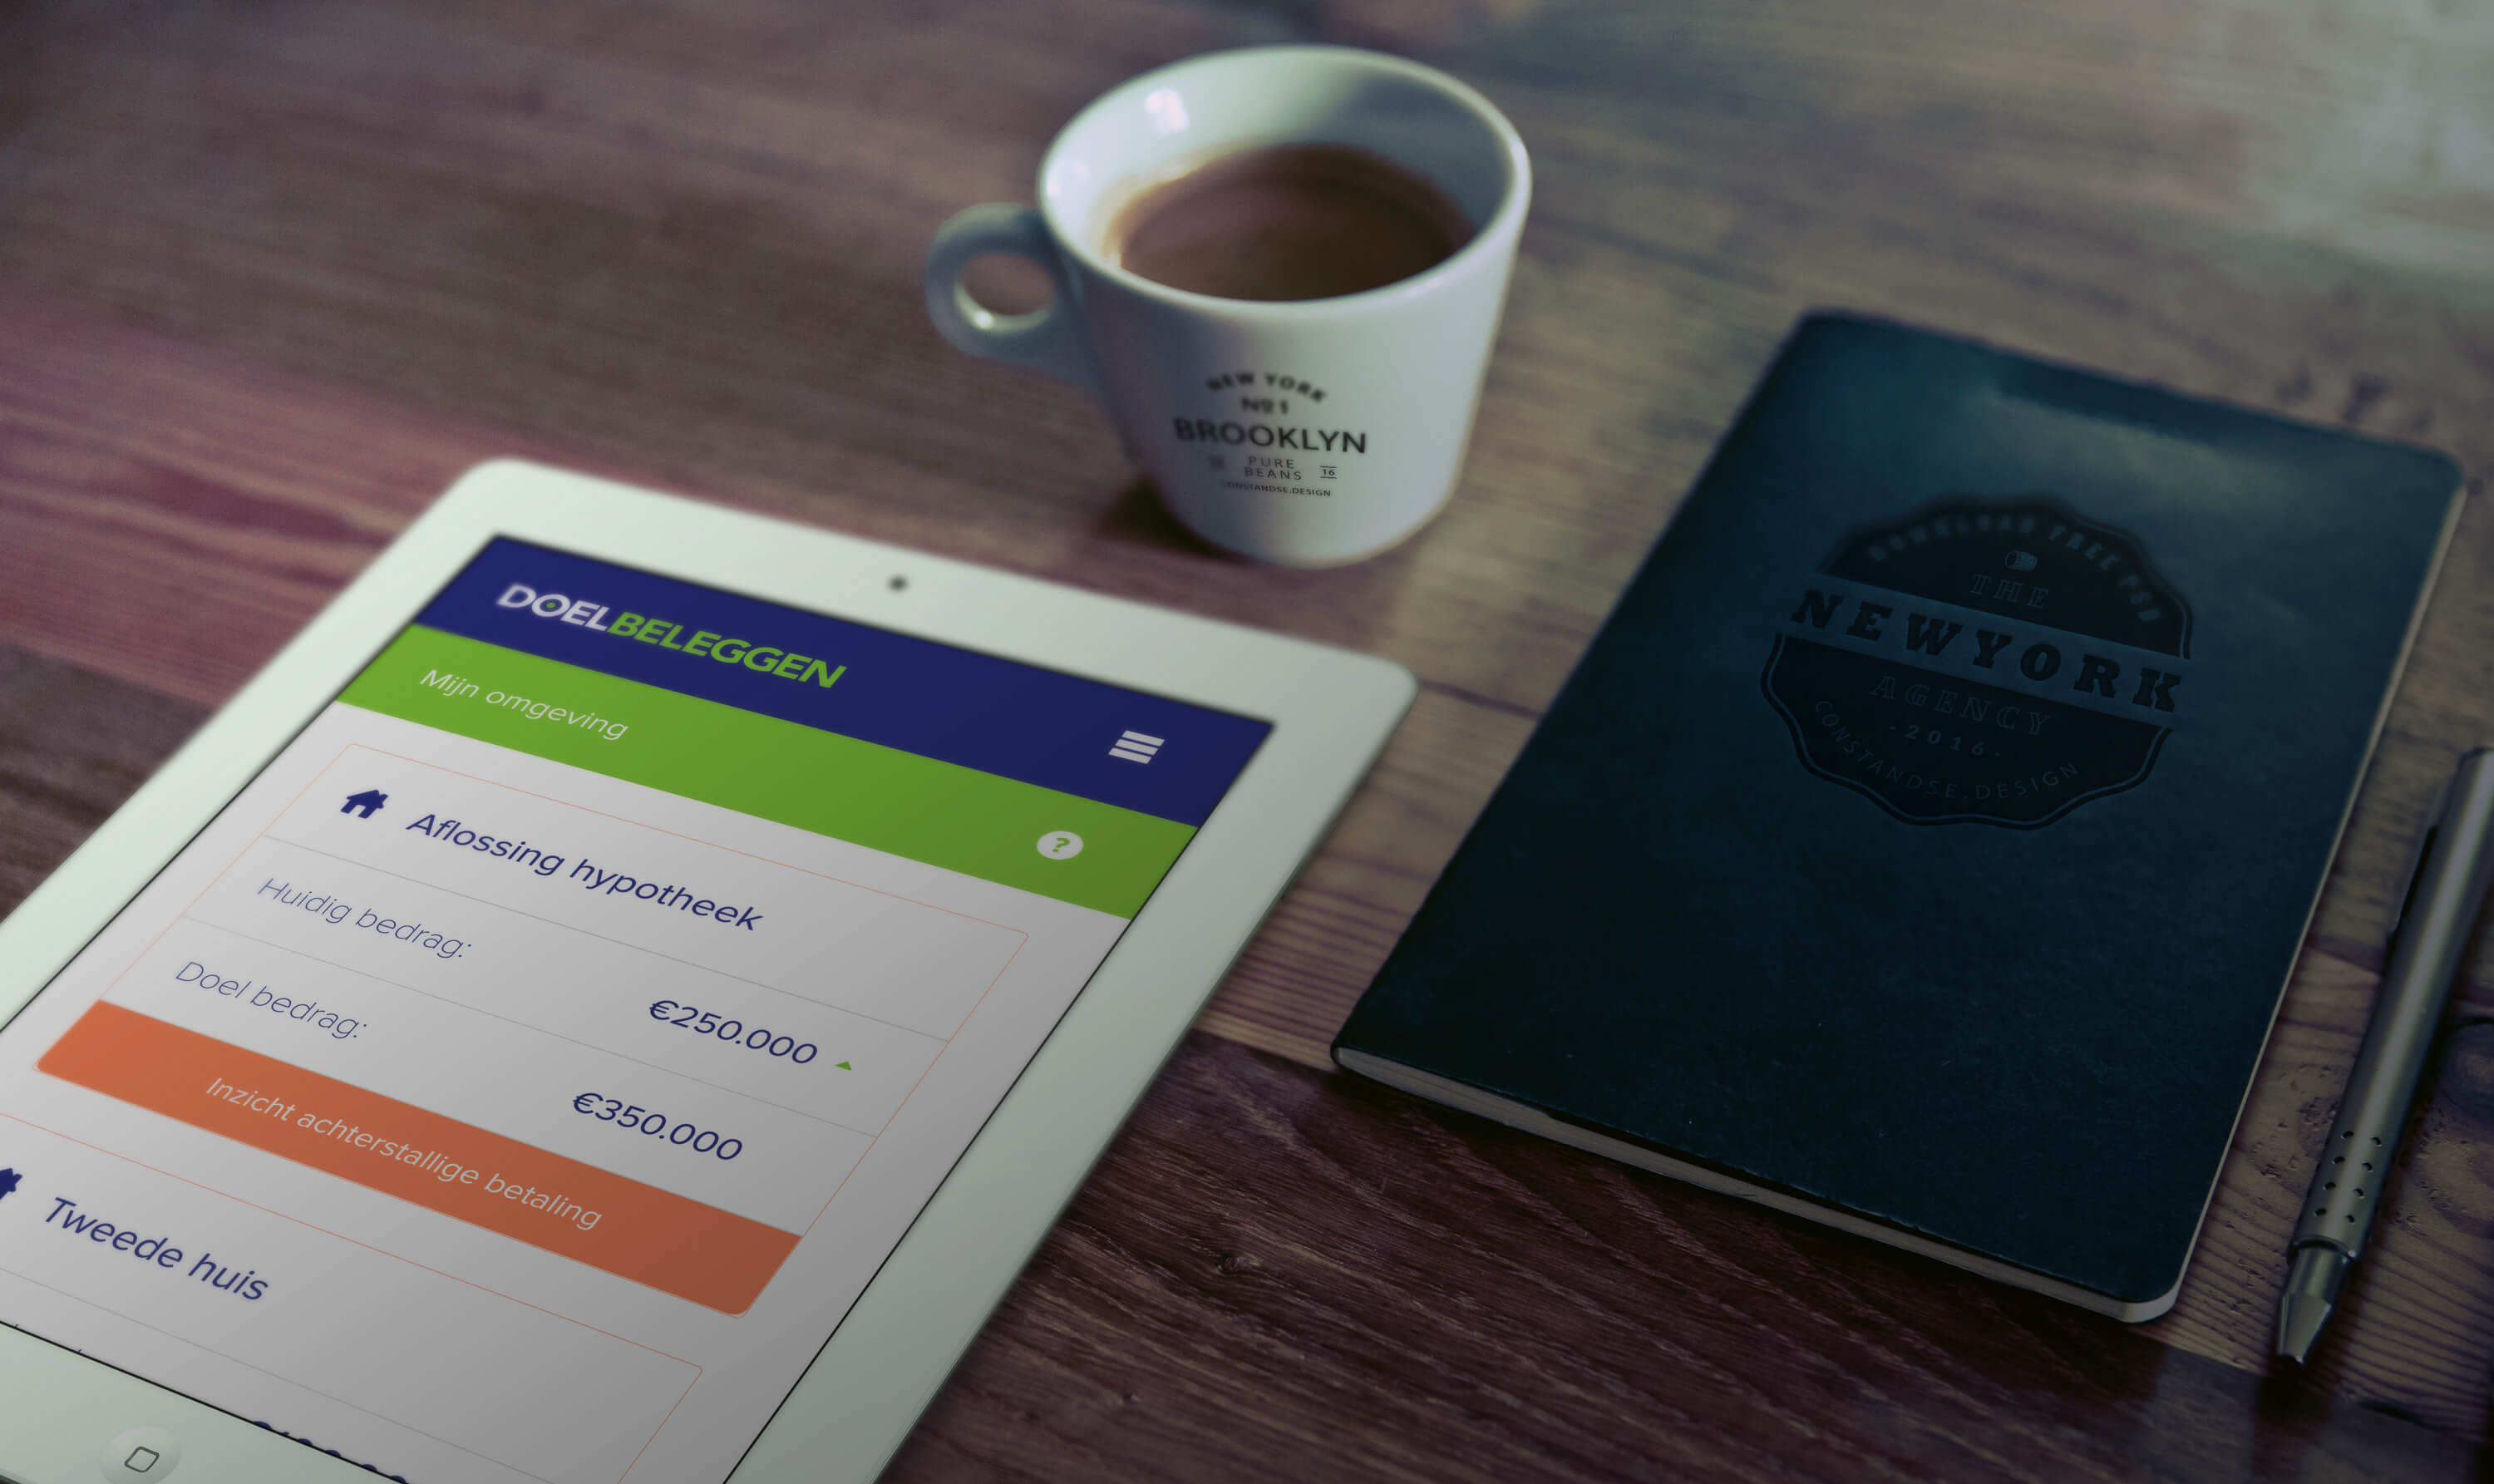 NEW YORK
Nº1
BROOKLYN
PURE
BEANS
16
CONSTANDSE.DESIGN
DOWNLOAD FREE PSD
THE
NEWYORK
AGENCY
-2016-
CONSTANDSE.DESIGN
DOELBELEGGEN
Mijn omgeving
?
Aflossing hypotheek
Huidig bedrag:
€250.000
Doel bedrag:
€350.000
Inzicht achterstallige betaling
Tweede huis